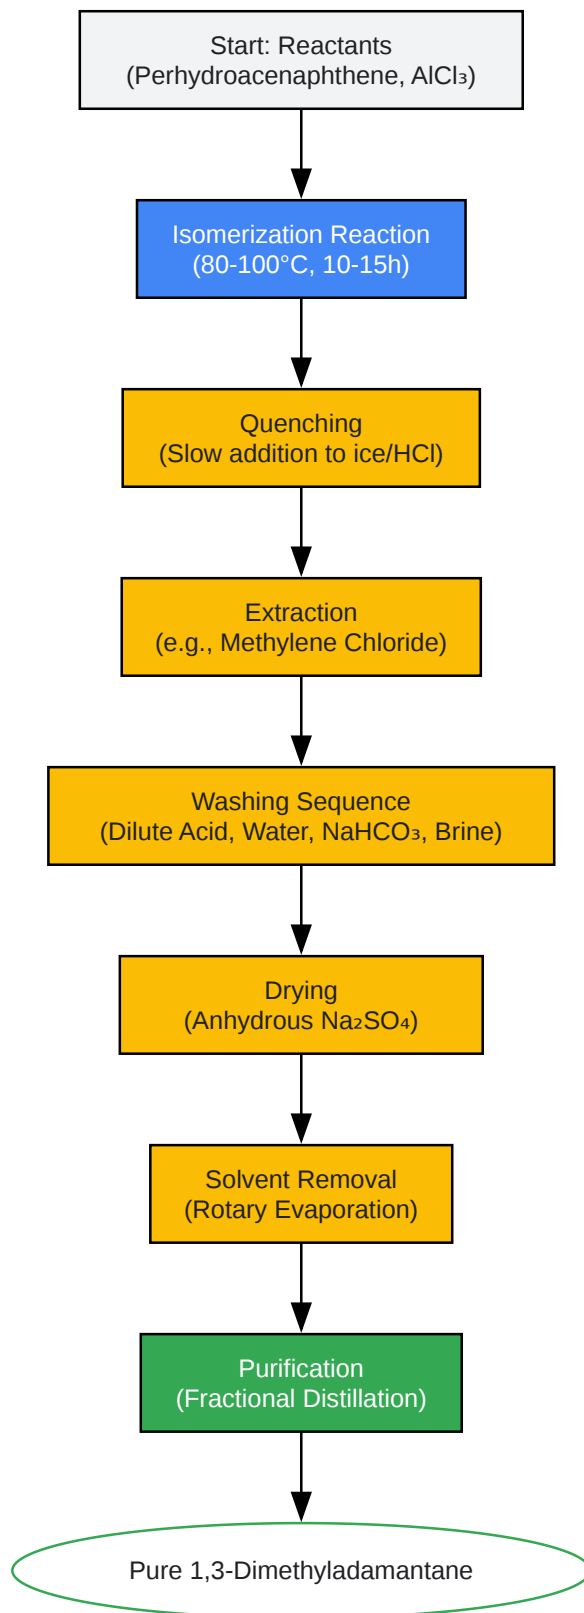 Start: Reactants
(Perhydroacenaphthene, AlCl₃)
Isomerization Reaction
(80-100°C, 10-15h)
Quenching
(Slow addition to ice/HCl)
Extraction
(e.g., Methylene Chloride)
Washing Sequence
(Dilute Acid, Water, NaHCO₃, Brine)
Drying
(Anhydrous Na₂SO₄)
Solvent Removal
(Rotary Evaporation)
Purification
(Fractional Distillation)
Pure 1,3-Dimethyladamantane